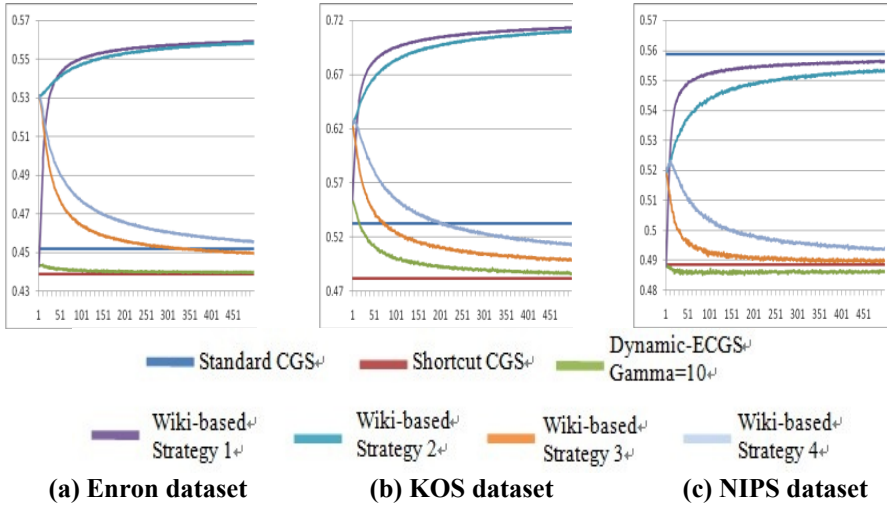 0.57
0.55
0.53
0.51
0.49
0.47
0.45
0.43
1 51 101 151 201 251 301 351 401 451
0.72
0.67
0.62
0.57
0.52
0.47
1 51 101 151 201 251 301 351 401 451
0.57
0.56
0.55
0.54
0.53
0.52
0.51
0.5
0.49
0.48
1 51 101 151 201 251 301 351 401 451
Standard CGS↵
Shortcut CGS↵
Dynamic-ECGS
Gamma=10↵
Wiki-based↵
Strategy 1↵
Wiki-based↵
Strategy 2↵
Wiki-based↵
Strategy 3↵
Wiki-based↵
Strategy 4↵
(a) Enron dataset
(b) KOS dataset
(c) NIPS dataset